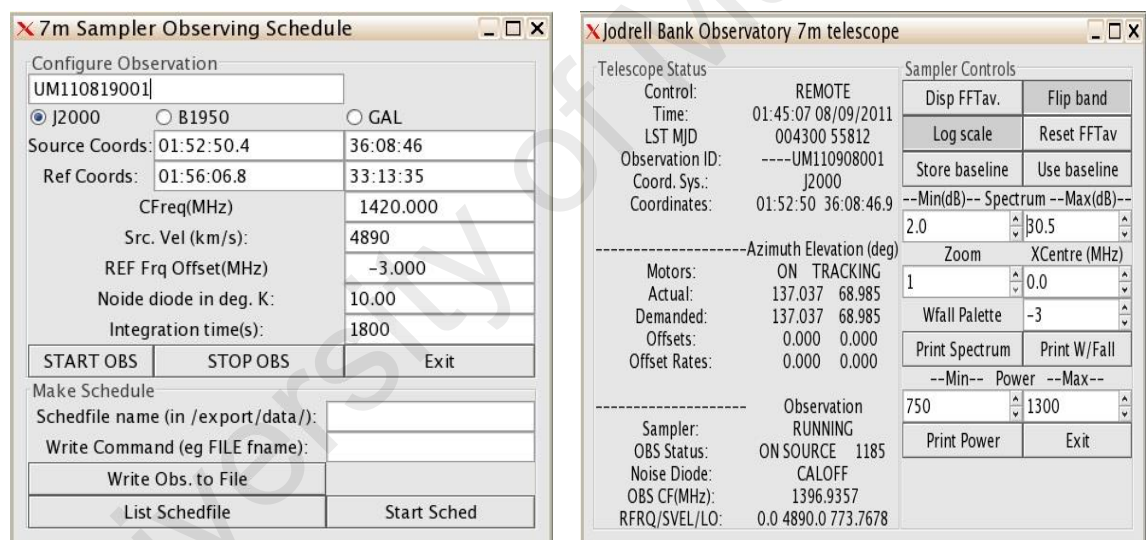 7m Sampler Observing Schedule
Configure Observation
UM110819001
J2000 B1950 GAL
Source Coords: 01:52:50.4 36:08:46
Ref Coords: 01:56:06.8 33:13:35
CFreq(MHz) 1420.000
Src. Vel (km/s): 4890
REF Frq Offset(MHz) -3.000
Noide diode in deg. K: 10.00
Integration time(s): 1800
START OBS STOP OBS Exit
Make Schedule
Schedfile name (in /export/data/):
Write Command (eg FILE fname):
Write Obs. to File
List Schedfile Start Sched
Jodrell Bank Observatory 7m telescope
Telescope Status
Control: REMOTE
Time: 01:45:07 08/09/2011
LST MJD 004300 55812
Observation ID: ----UM110908001
Coord. Sys.: J2000
Coordinates: 01:52:50 36:08:46.9
--------------------Azimuth Elevation (deg)
Motors: ON TRACKING
Actual: 137.037 68.985
Demanded: 137.037 68.985
Offsets: 0.000 0.000
Offset Rates: 0.000 0.000
-------------------- Observation
Sampler: RUNNING
OBS Status: ON SOURCE 1185
Noise Diode: CALOFF
OBS CF(MHz): 1396.9357
RFRQ/SVEL/LO: 0.0 4890.0 773.7678
Sampler Controls
Disp FFTav. Flip band
Log scale Reset FFTav
Store baseline Use baseline
--Min(dB)-- Spectrum --Max(dB)--
2.0 30.5
Zoom XCentre (MHz)
1 0.0
Wfall Palette -3
Print Spectrum Print W/Fall
--Min-- Power --Max--
750 1300
Print Power Exit
University of M